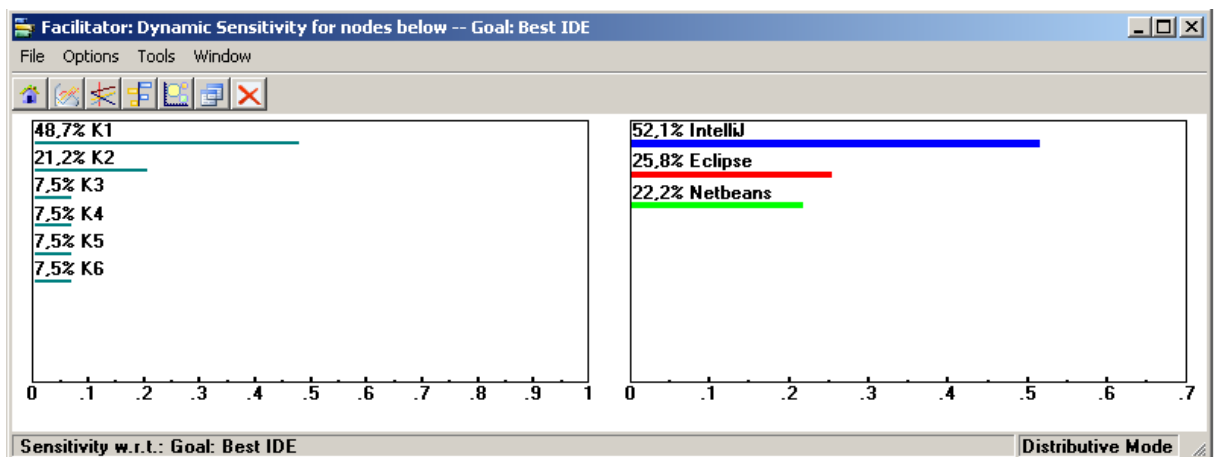 Facilitator: Dynamic Sensitivity for nodes below -- Goal: Best IDE
File Options Tools Window
48,7% K1
21,2% K2
7,5% K3
7,5% K4
7,5% K5
7,5% K6
0 .1 .2 .3 .4 .5 .6 .7 .8 .9 1
52,1% IntelliJ
25,8% Eclipse
22,2% Netbeans
0 .1 .2 .3 .4 .5 .6 .7
Sensitivity w.r.t.: Goal: Best IDE
Distributive Mode